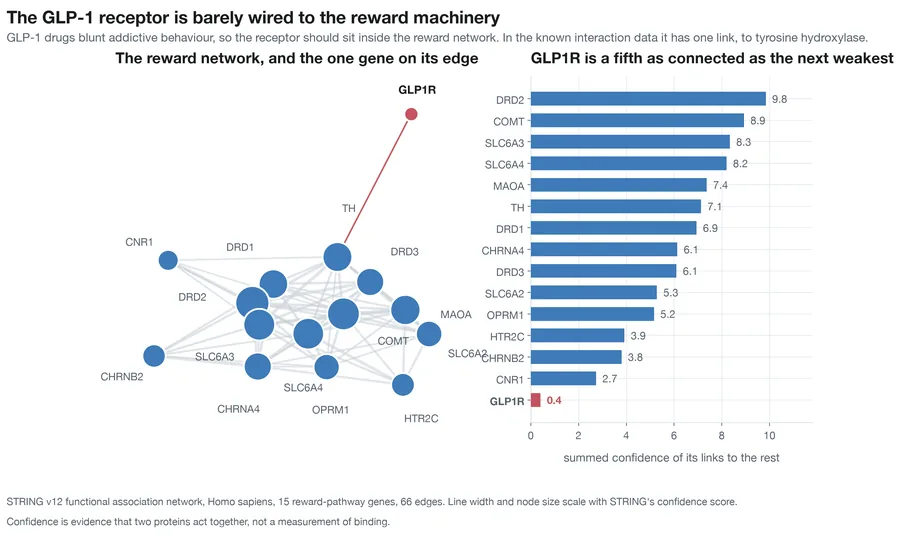 The GLP-1 receptor is barely wired to the reward machinery
GLP-1 drugs blunt addictive behaviour, so the receptor should sit inside the reward network. In the known interaction data it has one link, to tyrosine hydroxylase.
The reward network, and the one gene on its edge
GLP1R
TH
CNR1
DRD1
DRD3
DRD2
MAOA
COMT
SLC6A2
SLC6A3
CHRNB2
SLC6A4
CHRNA4
OPRM1
HTR2C
GLP1R is a fifth as connected as the next weakest
DRD2 9.8
COMT 8.9
SLC6A3 8.3
SLC6A4 8.2
MAOA 7.4
TH 7.1
DRD1 6.9
CHRNA4 6.1
DRD3 6.1
SLC6A2 5.3
OPRM1 5.2
HTR2C 3.9
CHRNB2 3.8
CNR1 2.7
GLP1R 0.4
0 2 4 6 8 10
summed confidence of its links to the rest
STRING v12 functional association network, Homo sapiens, 15 reward-pathway genes, 66 edges. Line width and node size scale with STRING's confidence score.
Confidence is evidence that two proteins act together, not a measurement of binding.